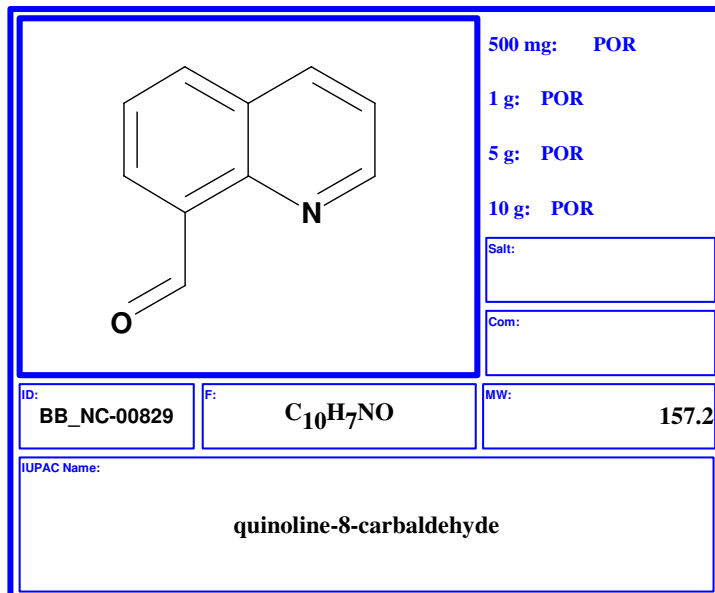 500 mg: POR
1 g: POR
5 g: POR
10 g: POR
N
O
Salt:
Com:
ID:
BB_NC-00829
F:
C10H7NO
MW:
157.2
IUPAC Name:
quinoline-8-carbaldehyde